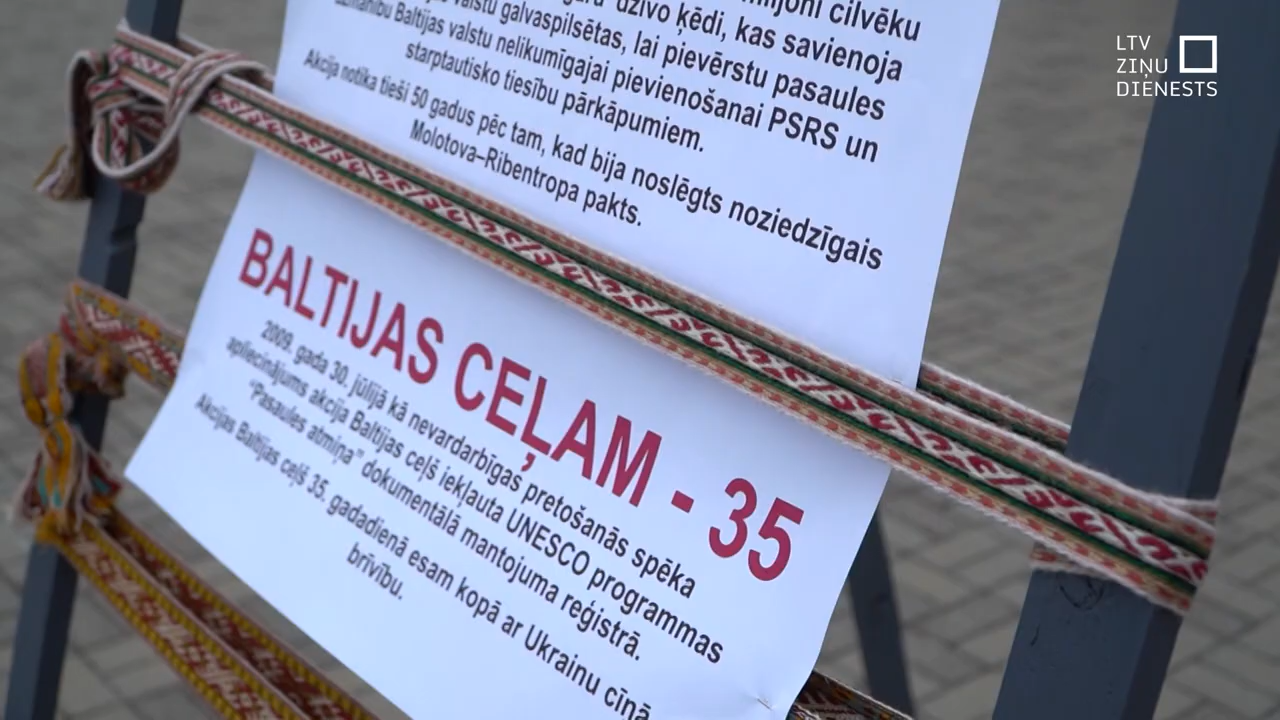 cilvēku
dzīvo ķēdi, kas savienoja
valstu galvaspilsētas, lai pievērstu pasaules
uzmanību Baltijas valstu nelikumīgajai pievienošanai PSRS un
starptautisko tiesību pārkāpumiem.
Akcija notika tieši 50 gadus pēc tam, kad bija noslēgts noziedzīgais
Molotova–Ribentropa pakts.
BALTIJAS CEĻAM - 35
2009. gada 30. jūlijā kā nevardarbīgas pretošanās spēka
apliecinājums akcija Baltijas ceļš iekļauta UNESCO programmas
“Pasaules atmiņa” dokumentālā mantojuma reģistrā.
Akcijas Baltijas ceļš 35. gadadienā esam kopā ar Ukrainu cīņā
brīvību.
LTV
ZIŅU
DIENESTS